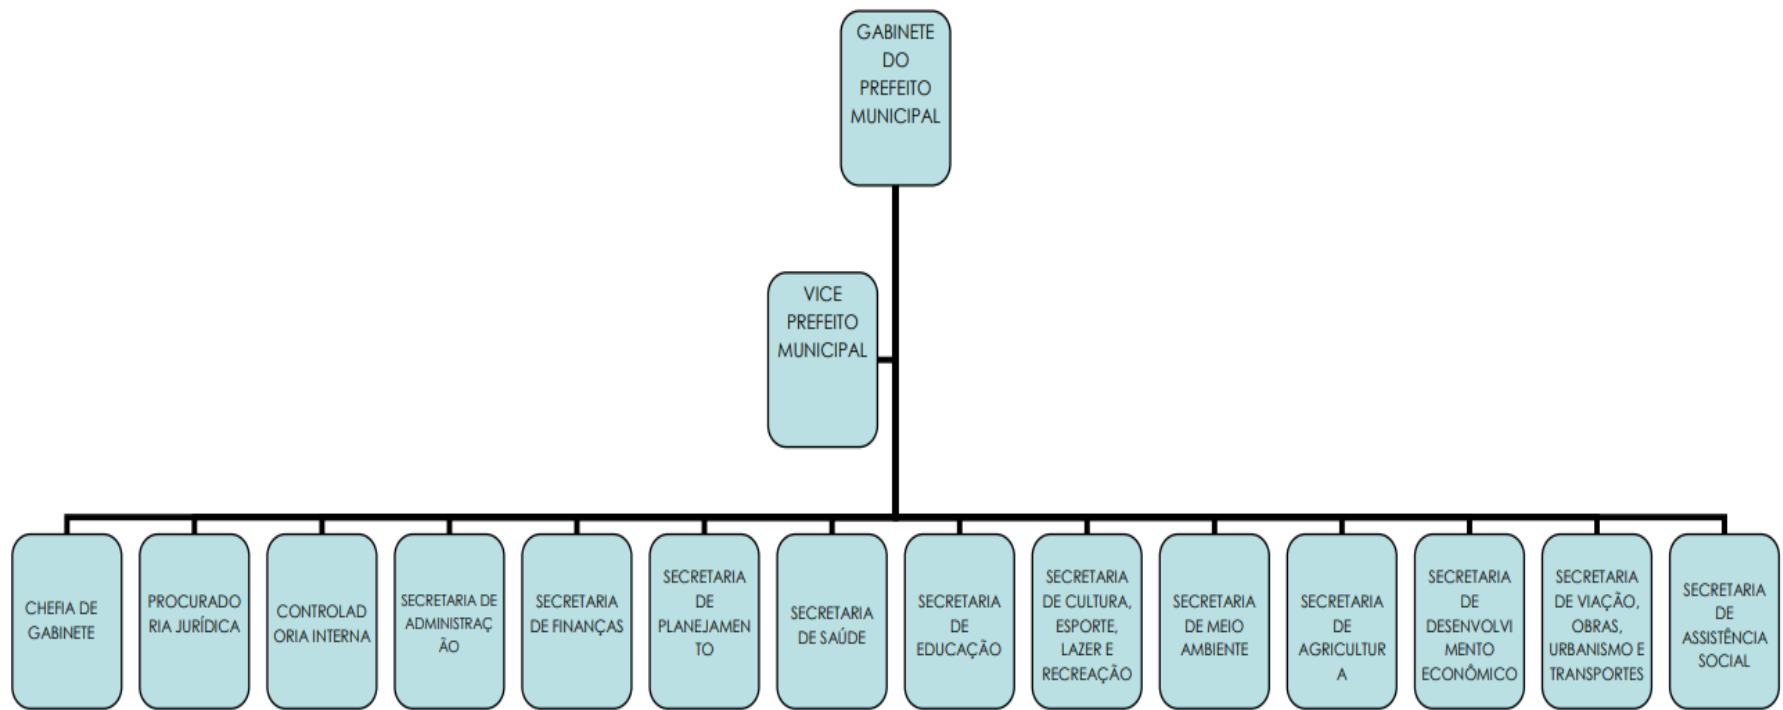 GABINETE
DO
PREFEITO
MUNICIPAL
VICE
PREFEITO
MUNICIPAL
CHEFIA DE
GABINETE
PROCURADO
RIA JURÍDICA
CONTROLAD
ORIA INTERNA
SECRETARIA DE
ADMINISTRAÇ
ÃO
SECRETARIA
DE FINANÇAS
SECRETARIA
DE
PLANEJAMEN
TO
SECRETARIA
DE SAÚDE
SECRETARIA
DE
EDUCAÇÃO
SECRETARIA
DE CULTURA,
ESPORTE,
LAZER E
RECREAÇÃO
SECRETARIA
DE MEIO
AMBIENTE
SECRETARIA
DE
AGRICULTUR
A
SECRETARIA
DE
DESENVOLVI
MENTO
ECONÔMICO
SECRETARIA
DE VIAÇÃO,
OBRAS,
URBANISMO E
TRANSPORTES
SECRETARIA
DE
ASSISTÊNCIA
SOCIAL